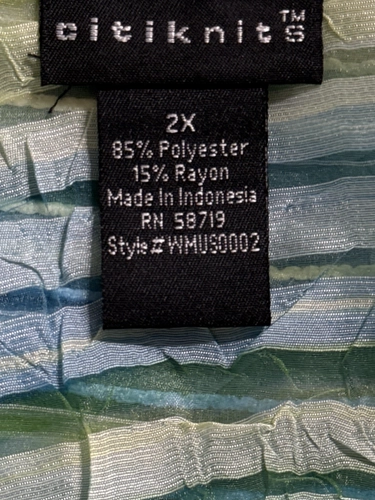 citiknits™
2X
85% Polyester
15% Rayon
Made In Indonesia
RN 58719
Style#WMUS0002